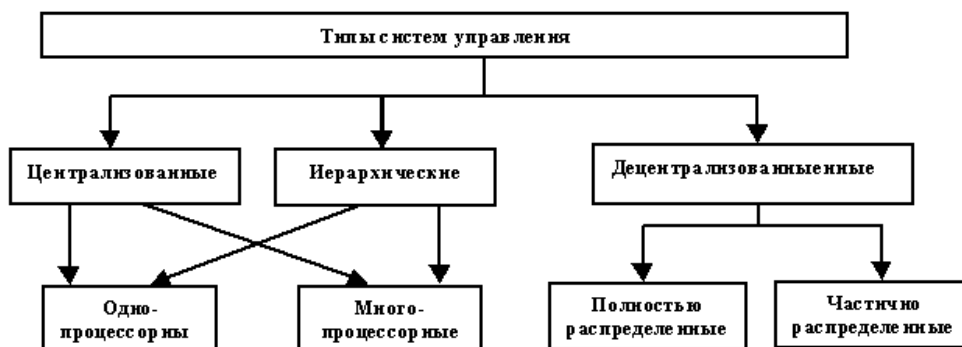 Типы систем управления
Централизованные
Иерархические
Децентрализованныенные
Одно-
процессорны
Много-
процессорные
Полностью
распределенные
Частично
распределенные